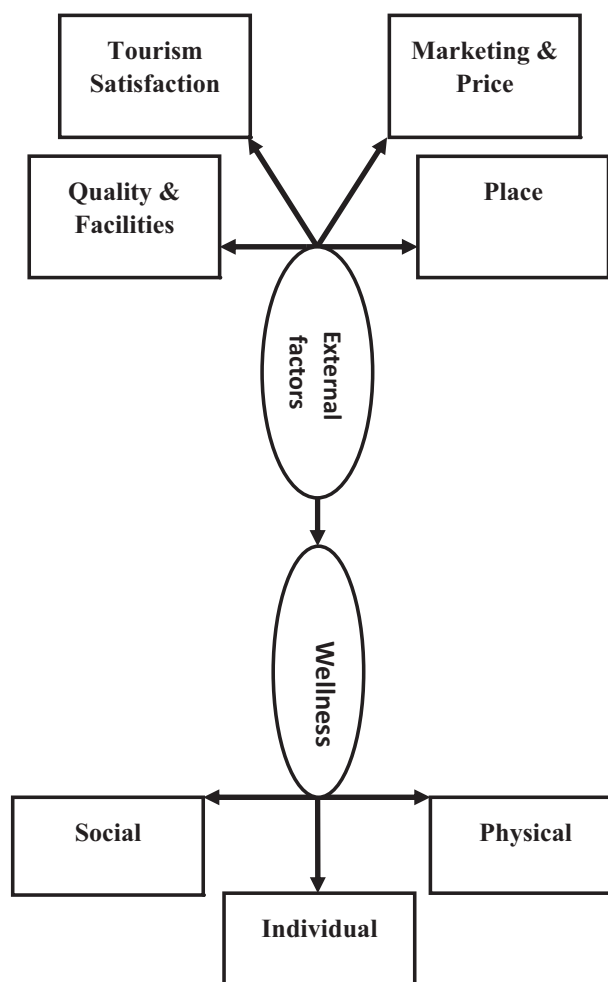 Tourism
Satisfaction
Marketing &
Price
Quality &
Facilities
Place
External
factors
Wellness
Social
Physical
Individual